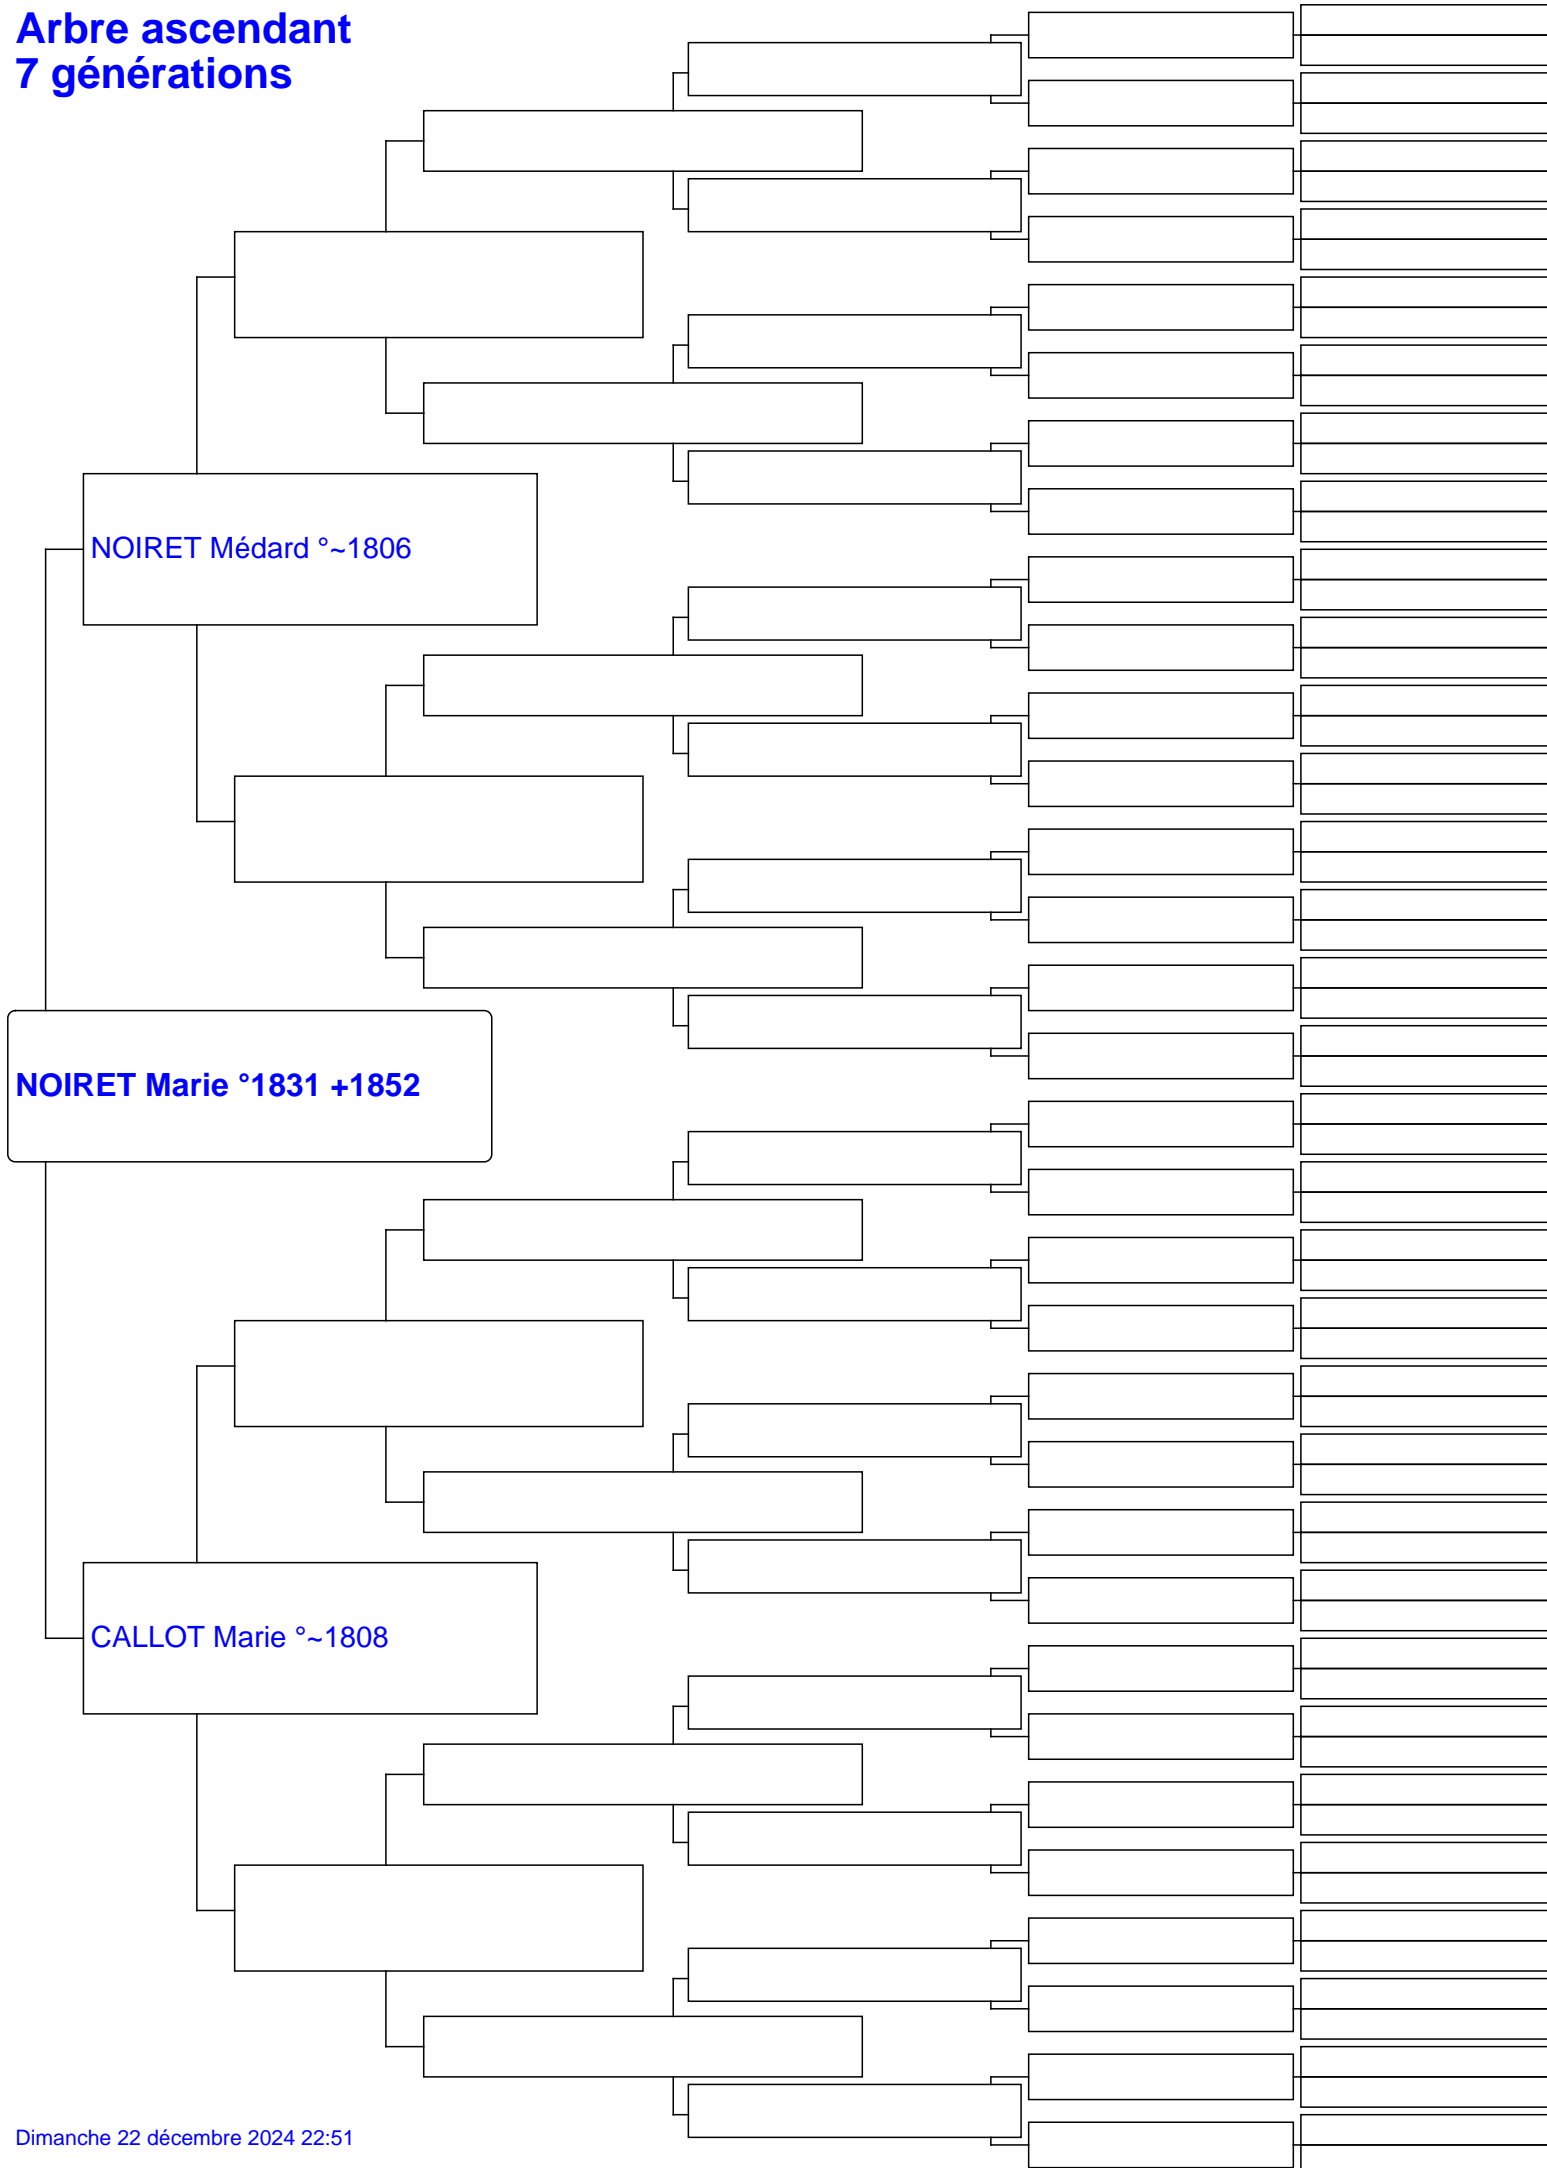 Arbre ascendant
7 générations
NOIRET Médard °~1806
NOIRET Marie °1831 +1852
CALLOT Marie °~1808
Dimanche 22 décembre 2024 22:51